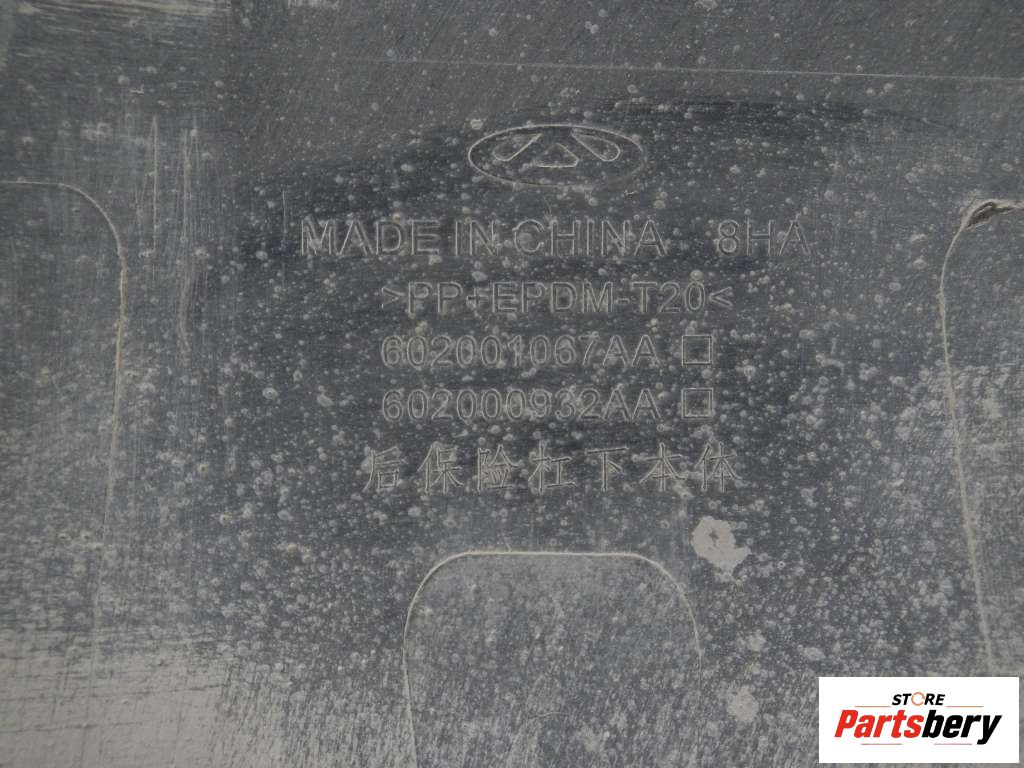 MADE IN CHINA 8HA
>PP+EPDM-T20<
602001067AA □
602000932AA □
后保险杠下本体
STORE
Partsbery